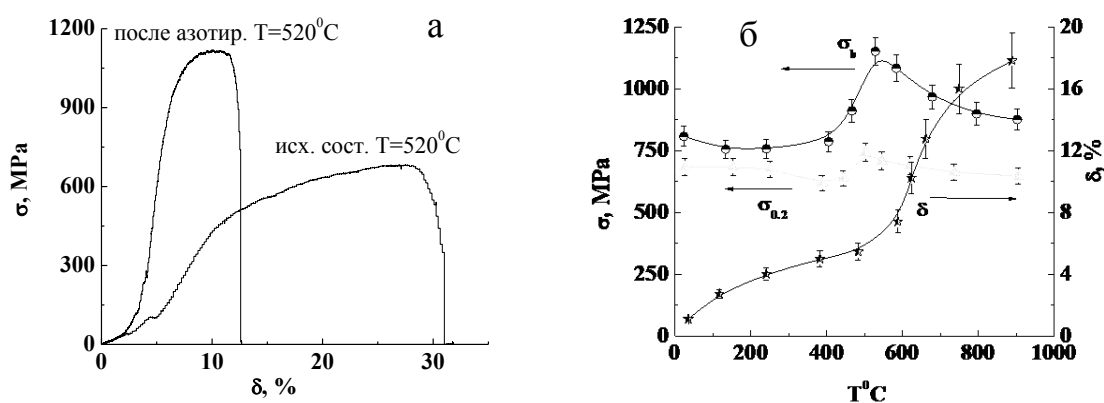 после азотир. T=520⁰C
а
исх. сост. T=520⁰C
1200
900
600
300
0
σ, MPa
0 10 20 30
δ, %
б
σb
σ0.2
δ
1250
1000
750
500
250
0
σ, MPa
20
16
12
8
4
0
δ, %
0 200 400 600 800 1000
T⁰C